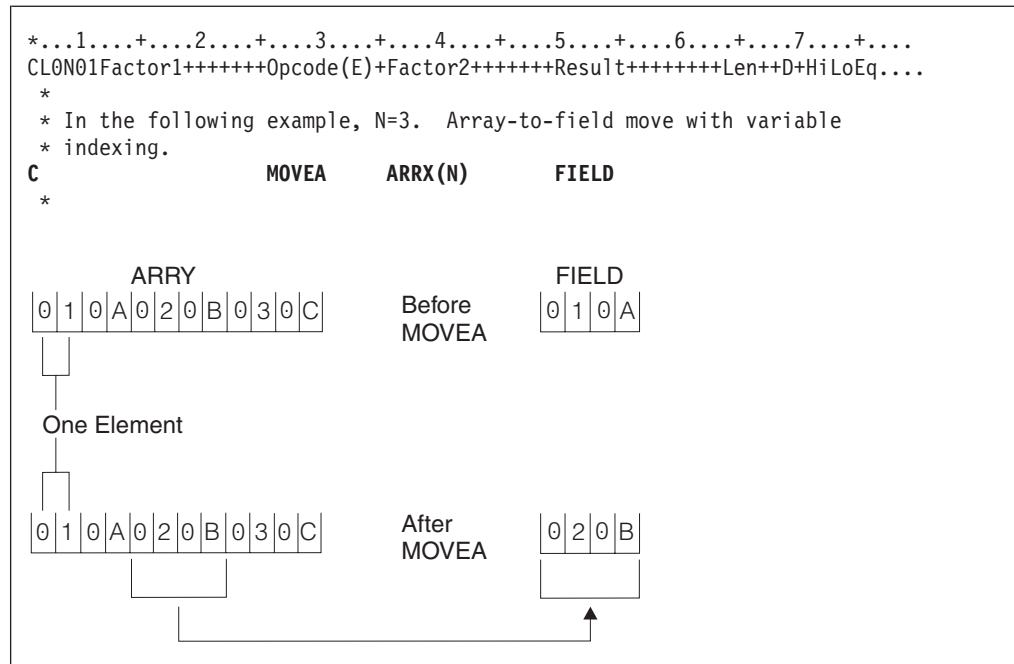 *...1....+....2....+....3....+....4....+....5....+....6....+....7....+....
CL0N01Factor1+++++++Opcode(E)+Factor2+++++++Result++++++++Len++D+HiLoEq....
*
* In the following example, N=3. Array-to-field move with variable
* indexing.
C MOVEA ARRX(N) FIELD
*
ARRY FIELD
0 1 0 A 0 2 0 B 0 3 0 C Before 0 1 0 A
MOVEA
One Element
0 1 0 A 0 2 0 B 0 3 0 C After 0 2 0 B
MOVEA